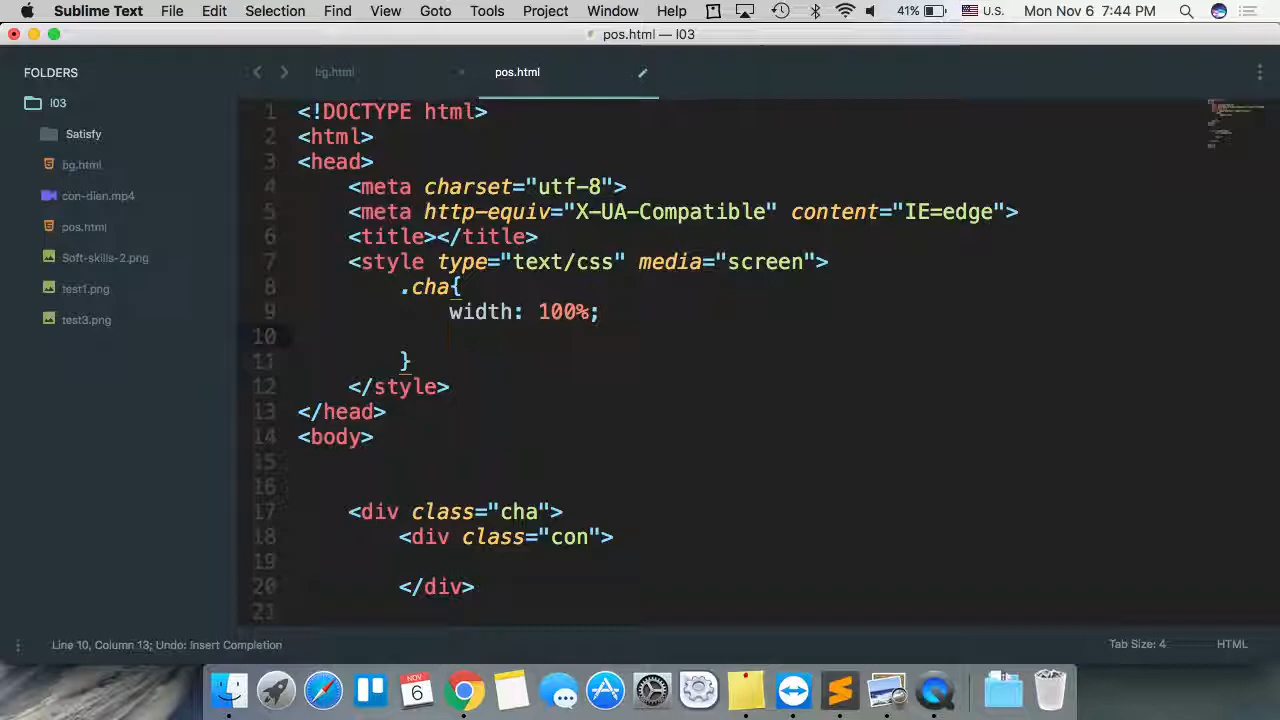 Sublime Text File Edit Selection Find View Goto Tools Project Window Help 41% U.S. Mon Nov 6 7:44 PM
pos.html — l03
FOLDERS
l03
Satisfy
bg.html
con-dien.mp4
pos.html
Soft-skills-2.png
test1.png
test3.png
bg.html × pos.html
1 <!DOCTYPE html>
2 <html>
3 <head>
4 <meta charset="utf-8">
5 <meta http-equiv="X-UA-Compatible" content="IE=edge">
6 <title></title>
7 <style type="text/css" media="screen">
8 .cha{
9 width: 100%;
10
11 }
12 </style>
13 </head>
14 <body>
15
16
17 <div class="cha">
18 <div class="con">
19
20 </div>
21
Line 10, Column 13; Undo: Insert Completion Tab Size: 4 HTML
NOV
6